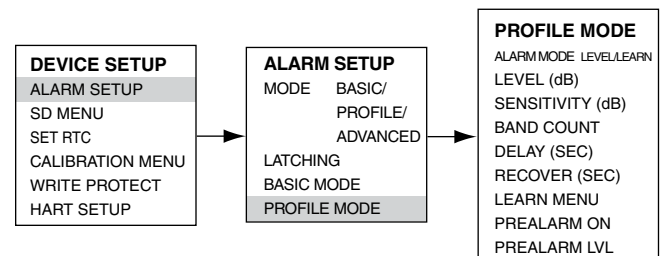 DEVICE SETUP
ALARM SETUP
SD MENU
SET RTC
CALIBRATION MENU
WRITE PROTECT
HART SETUP
ALARM SETUP
MODE BASIC/
PROFILE/
ADVANCED
LATCHING
BASIC MODE
PROFILE MODE
PROFILE MODE
ALARM MODE LEVEL/LEARN
LEVEL (dB)
SENSITIVITY (dB)
BAND COUNT
DELAY (SEC)
RECOVER (SEC)
LEARN MENU
PREALARM ON
PREALARM LVL